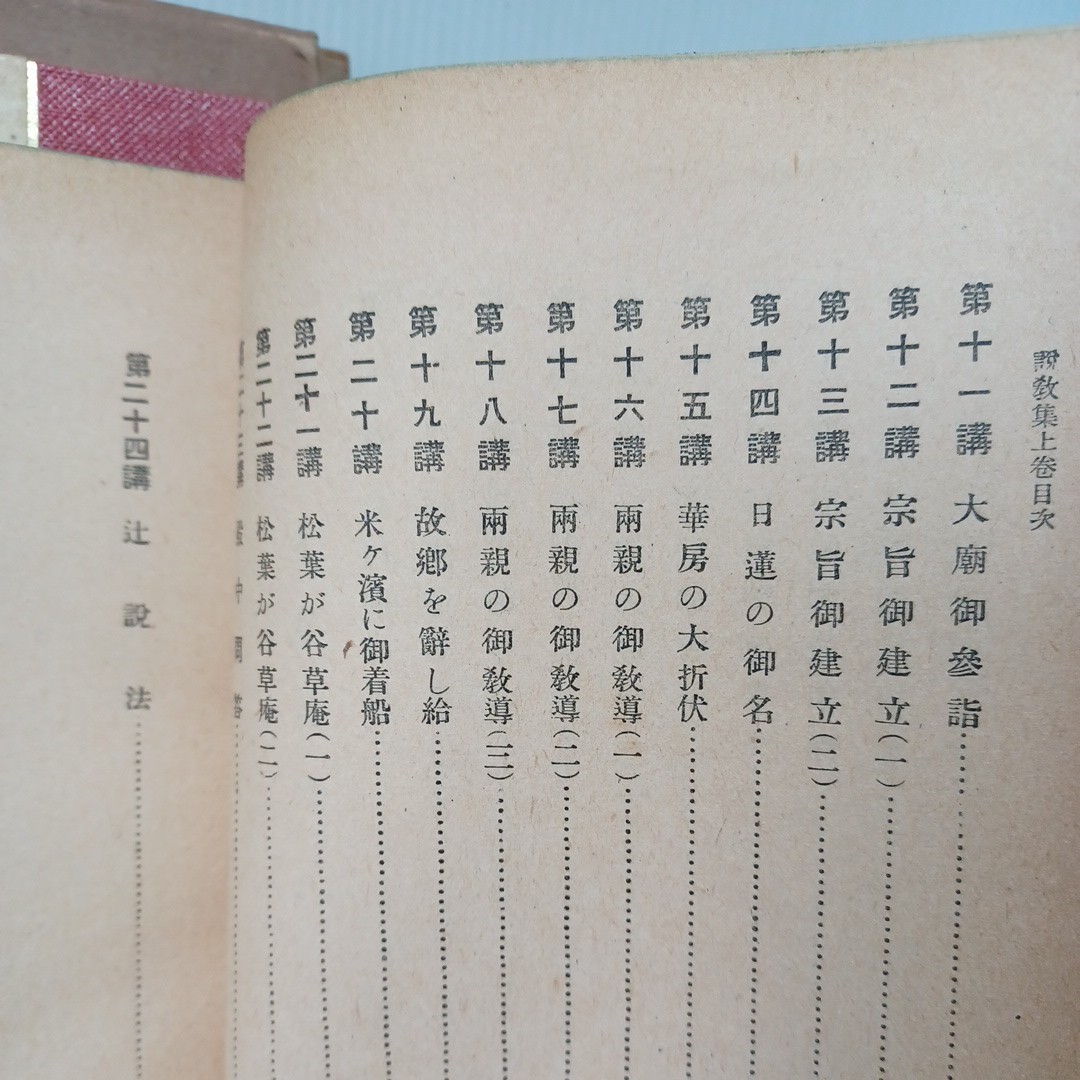 說敎集上卷目次
第十一講 大廟御參詣
第十二講 宗旨御建立(一)
第十三講 宗旨御建立(二)
第十四講 日蓮の御名
第十五講 華房の大折伏
第十六講 兩親の御敎導(一)
第十七講 兩親の御敎導(二)
第十八講 兩親の御敎導(三)
第十九講 故鄕を辭し給
第二十講 米ケ濱に御着船
第二十一講 松葉が谷草庵(一)
第二十二講 松葉が谷草庵(二)
第二十四講 辻說法